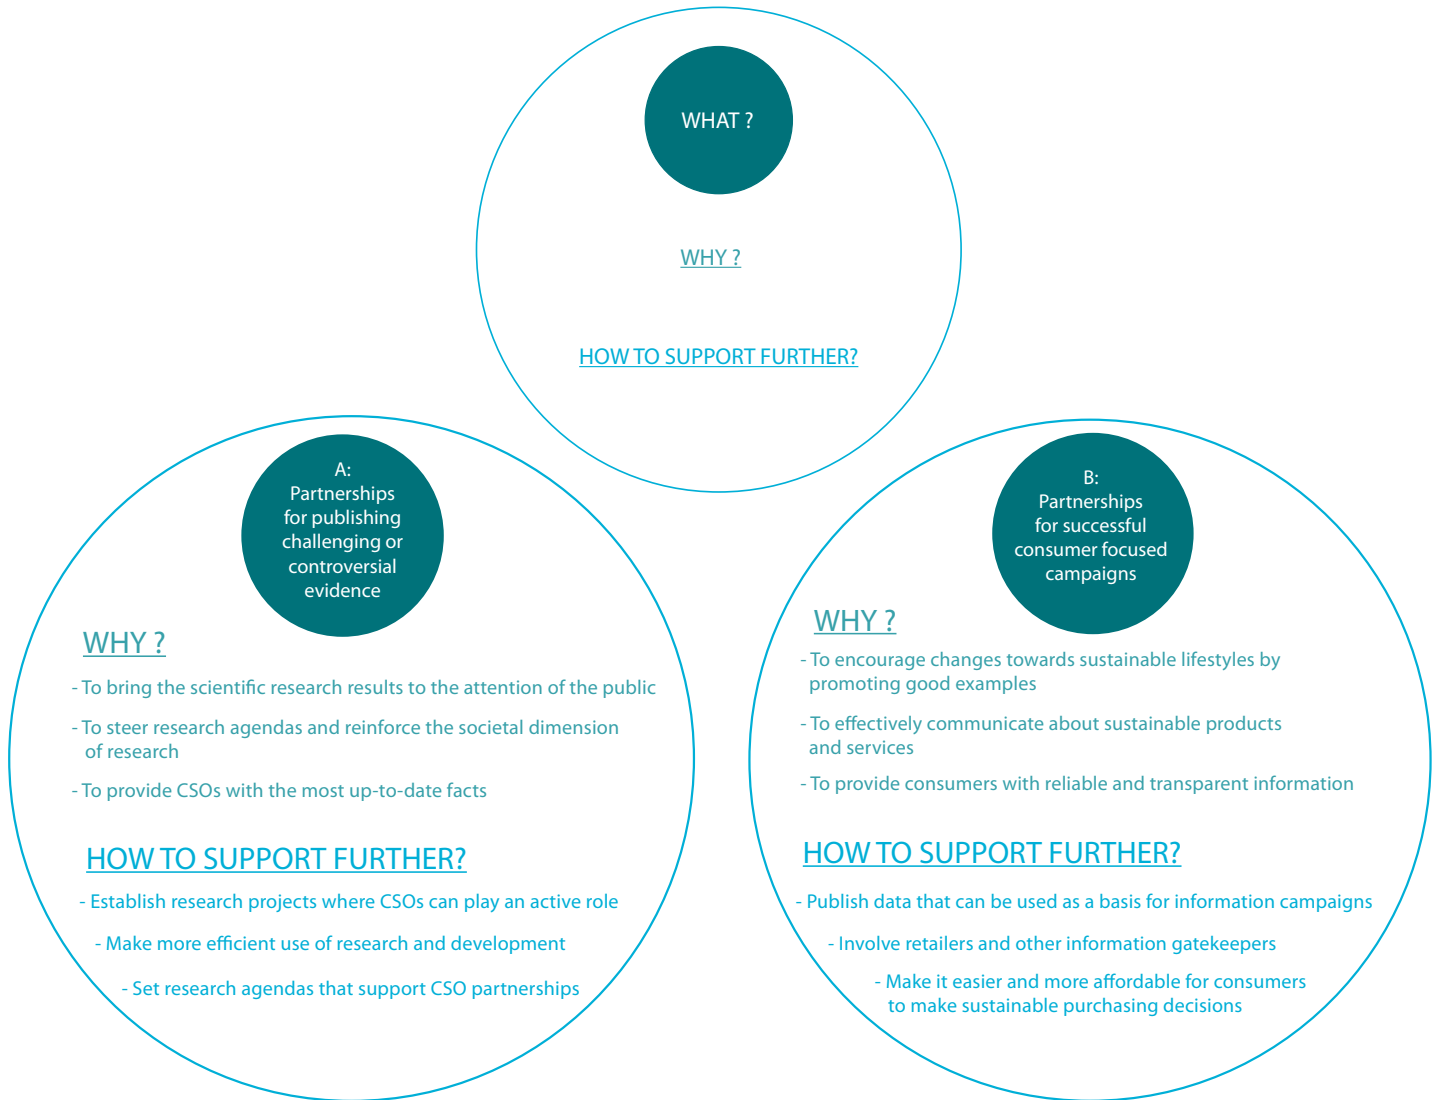 WHAT ?
WHY ?
HOW TO SUPPORT FURTHER?
A:
Partnerships
for publishing
challenging or
controversial
evidence
WHY ?
- To bring the scientific research results to the attention of the public
- To steer research agendas and reinforce the societal dimension
of research
- To provide CSOs with the most up-to-date facts
HOW TO SUPPORT FURTHER?
- Establish research projects where CSOs can play an active role
- Make more efficient use of research and development
- Set research agendas that support CSO partnerships
B:
Partnerships
for successful
consumer focused
campaigns
WHY ?
- To encourage changes towards sustainable lifestyles by
promoting good examples
- To effectively communicate about sustainable products
and services
- To provide consumers with reliable and transparent information
HOW TO SUPPORT FURTHER?
- Publish data that can be used as a basis for information campaigns
- Involve retailers and other information gatekeepers
- Make it easier and more affordable for consumers
to make sustainable purchasing decisions